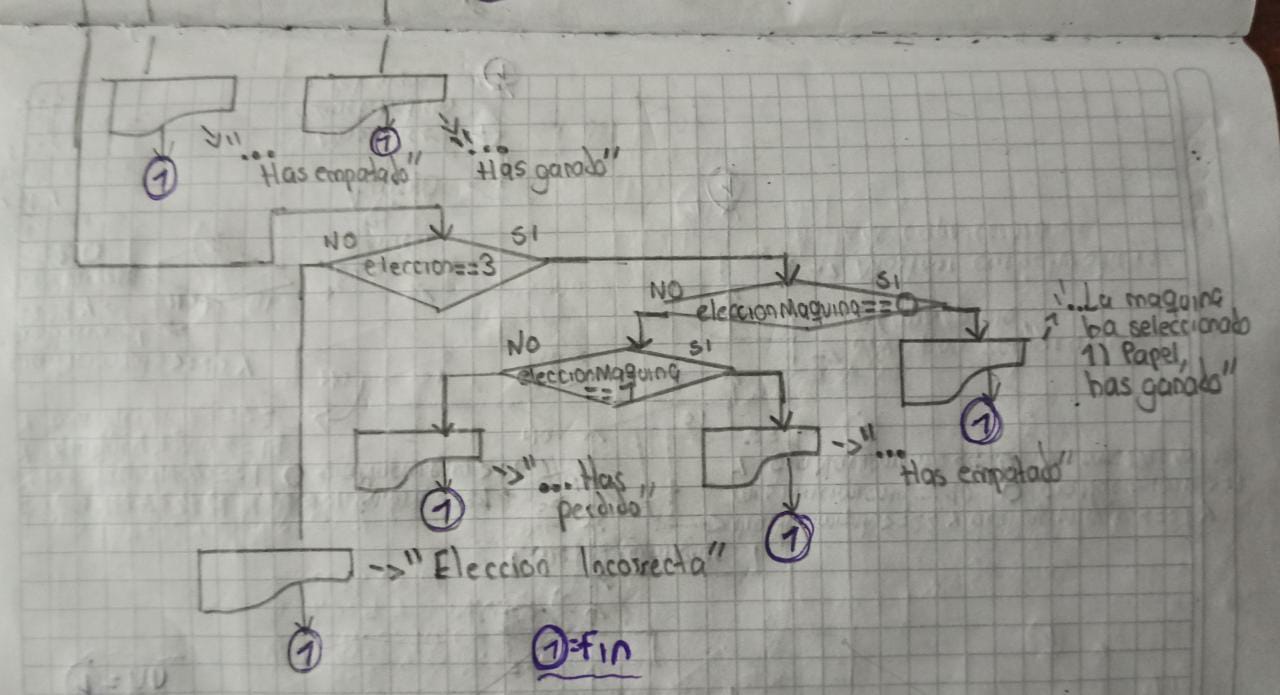 1
1
"...
Has empatado"
"...
Has ganado"
NO
SI
eleccion==3
NO
SI
eleccionMaquina==0
"...La maquina
ha seleccionado
1) Papel,
has ganado"
1
NO
SI
eleccionMaquina
==1
"... Has
perdido"
1
"...
Has empatado"
1
"Elección Incorrecta"
1
1=fin